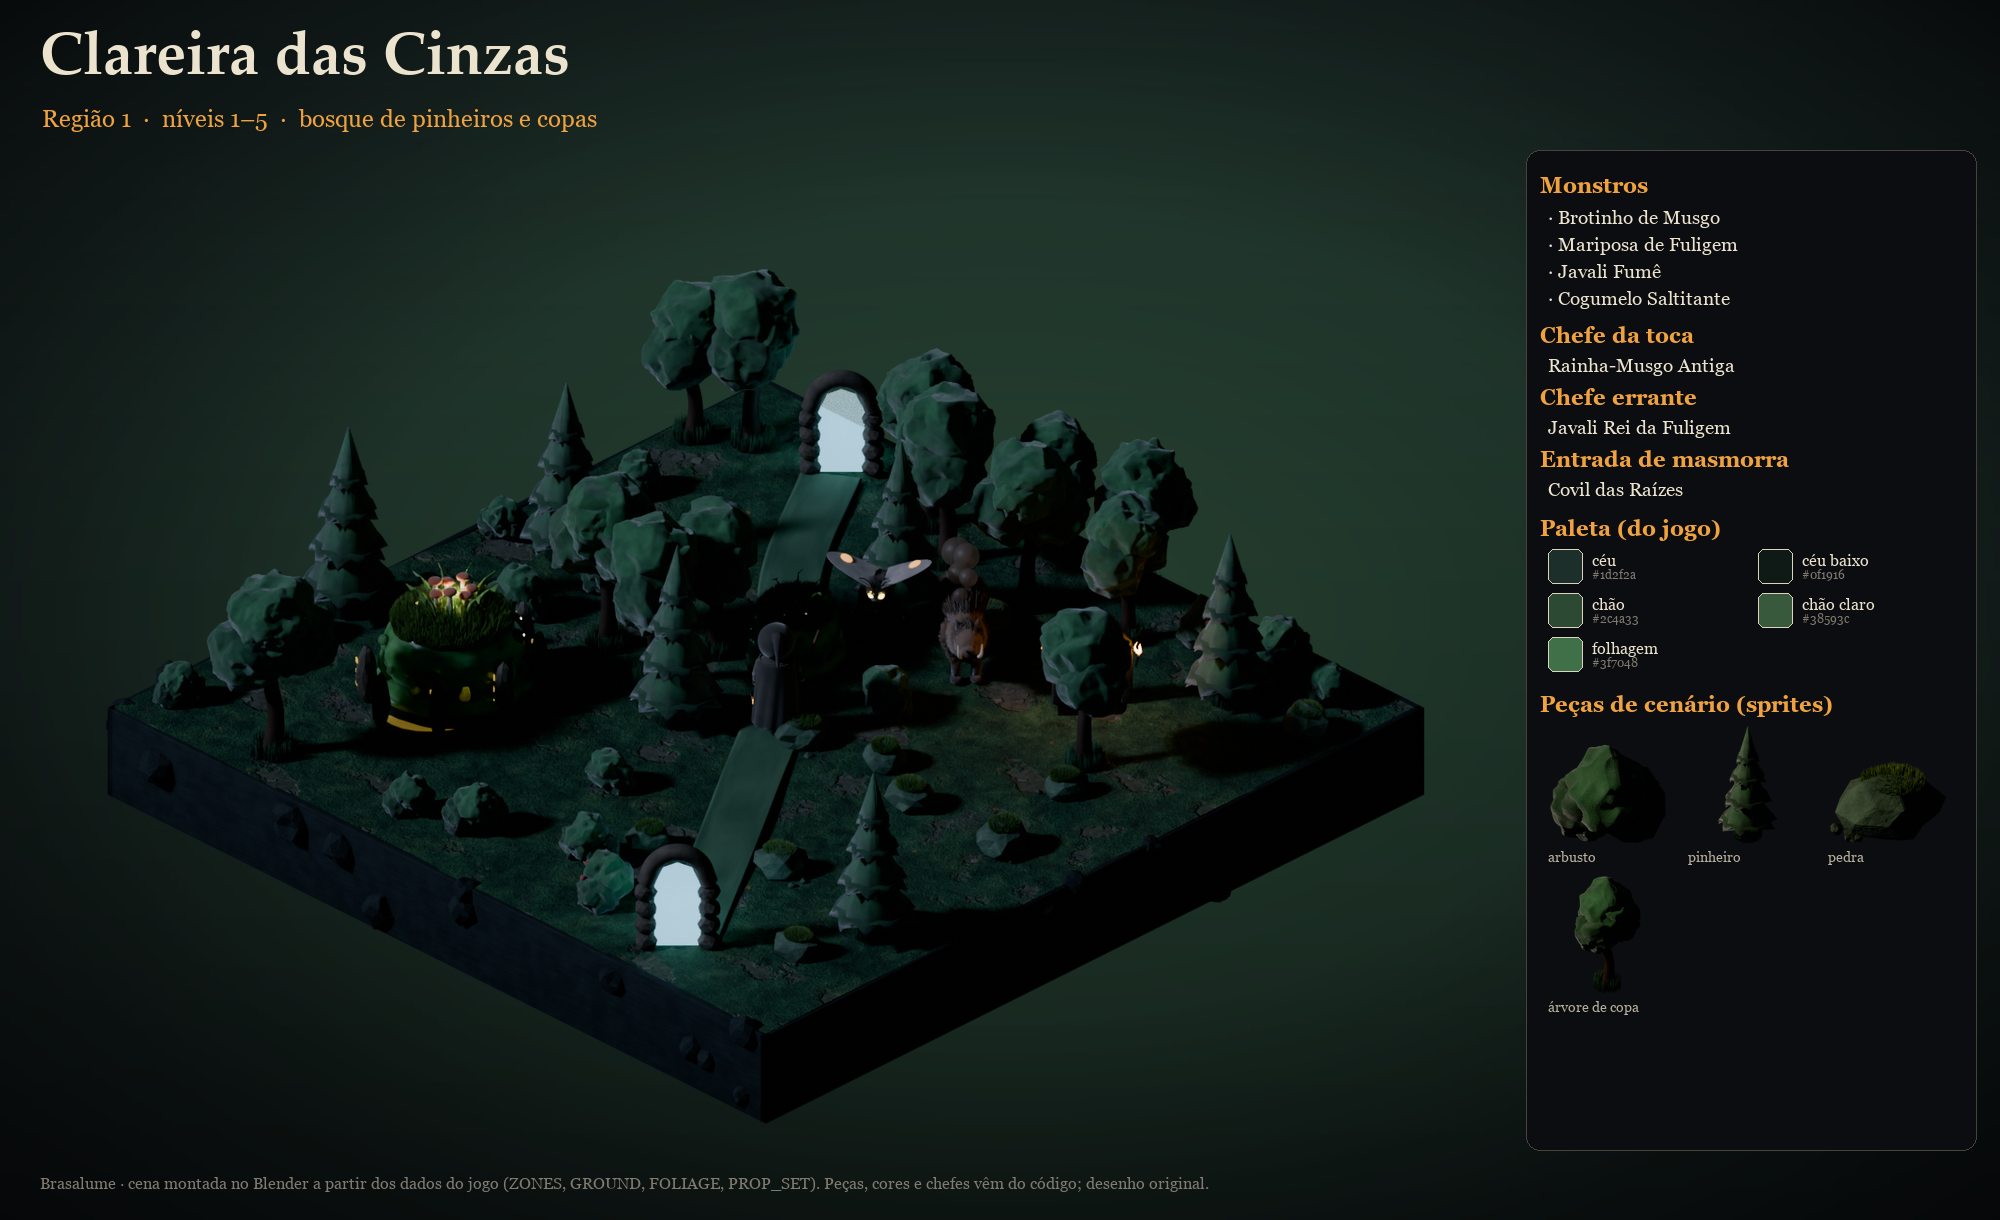 Clareira das Cinzas
Região 1 · níveis 1–5 · bosque de pinheiros e copas
Monstros
· Brotinho de Musgo
· Mariposa de Fuligem
· Javali Fumê
· Cogumelo Saltitante
Chefe da toca
Rainha-Musgo Antiga
Chefe errante
Javali Rei da Fuligem
Entrada de masmorra
Covil das Raízes
Paleta (do jogo)
céu
#1d2f2a
céu baixo
#0f1916
chão
#2c4a33
chão claro
#38593c
folhagem
#3f7048
Peças de cenário (sprites)
arbusto
pinheiro
pedra
árvore de copa
Brasalume · cena montada no Blender a partir dos dados do jogo (ZONES, GROUND, FOLIAGE, PROP_SET). Peças, cores e chefes vêm do código; desenho original.